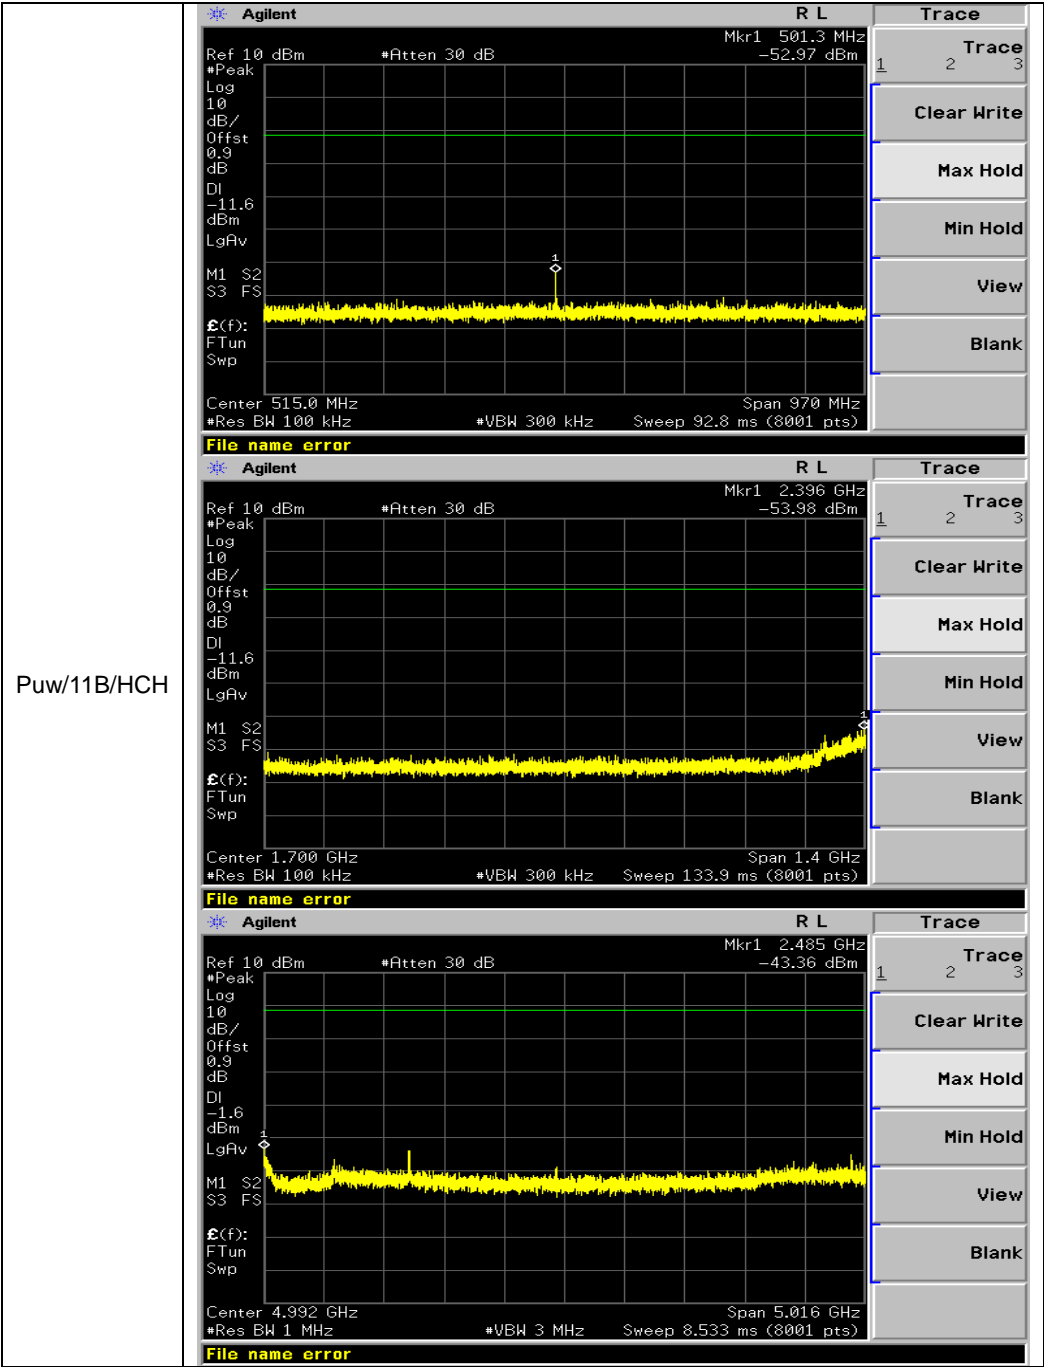 Puw/11B/HCH
Agilent R L Trace
Mkr1 501.3 MHz
Ref 10 dBm #Atten 30 dB -52.97 dBm
Trace
1 2 3
#Peak
Log
10
dB/
Offst
0.9
dB
DI
-11.6
dBm
LgAv
M1 S2
S3 FS
£(f):
FTun
Swp
1
Clear Write
Max Hold
Min Hold
View
Blank
Center 515.0 MHz Span 970 MHz
#Res BW 100 kHz #VBW 300 kHz Sweep 92.8 ms (8001 pts)
File name error
Agilent R L Trace
Mkr1 2.396 GHz
Ref 10 dBm #Atten 30 dB -53.98 dBm
Trace
1 2 3
#Peak
Log
10
dB/
Offst
0.9
dB
DI
-11.6
dBm
LgAv
M1 S2
S3 FS
£(f):
FTun
Swp
1
Clear Write
Max Hold
Min Hold
View
Blank
Center 1.700 GHz Span 1.4 GHz
#Res BW 100 kHz #VBW 300 kHz Sweep 133.9 ms (8001 pts)
File name error
Agilent R L Trace
Mkr1 2.485 GHz
Ref 10 dBm #Atten 30 dB -43.36 dBm
Trace
1 2 3
#Peak
Log
10
dB/
Offst
0.9
dB
DI
-1.6
dBm
LgAv
M1 S2
S3 FS
£(f):
FTun
Swp
1
Clear Write
Max Hold
Min Hold
View
Blank
Center 4.992 GHz Span 5.016 GHz
#Res BW 1 MHz #VBW 3 MHz Sweep 8.533 ms (8001 pts)
File name error